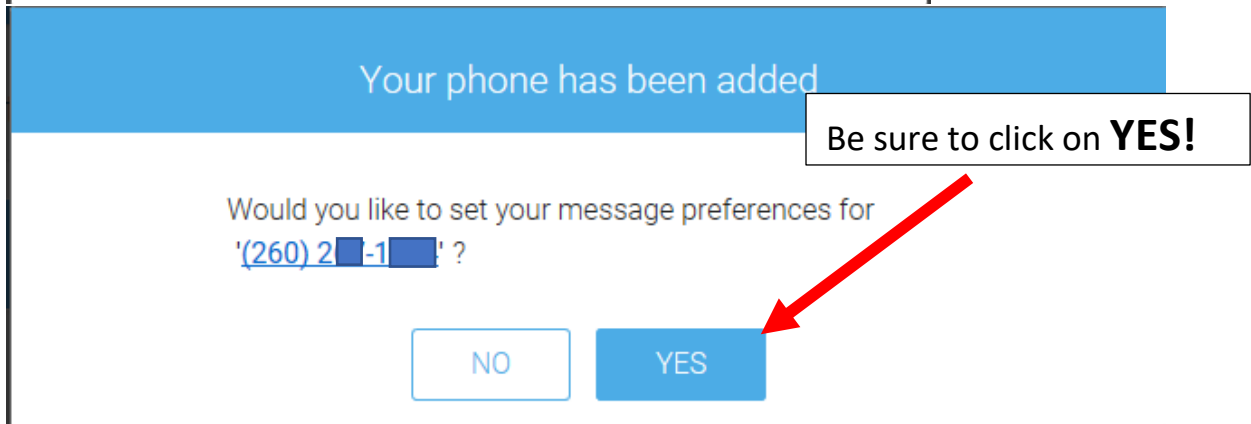 Your phone has been added
Be sure to click on YES!
Would you like to set your message preferences for
'(260) 2 -1 ' ?
NO
YES